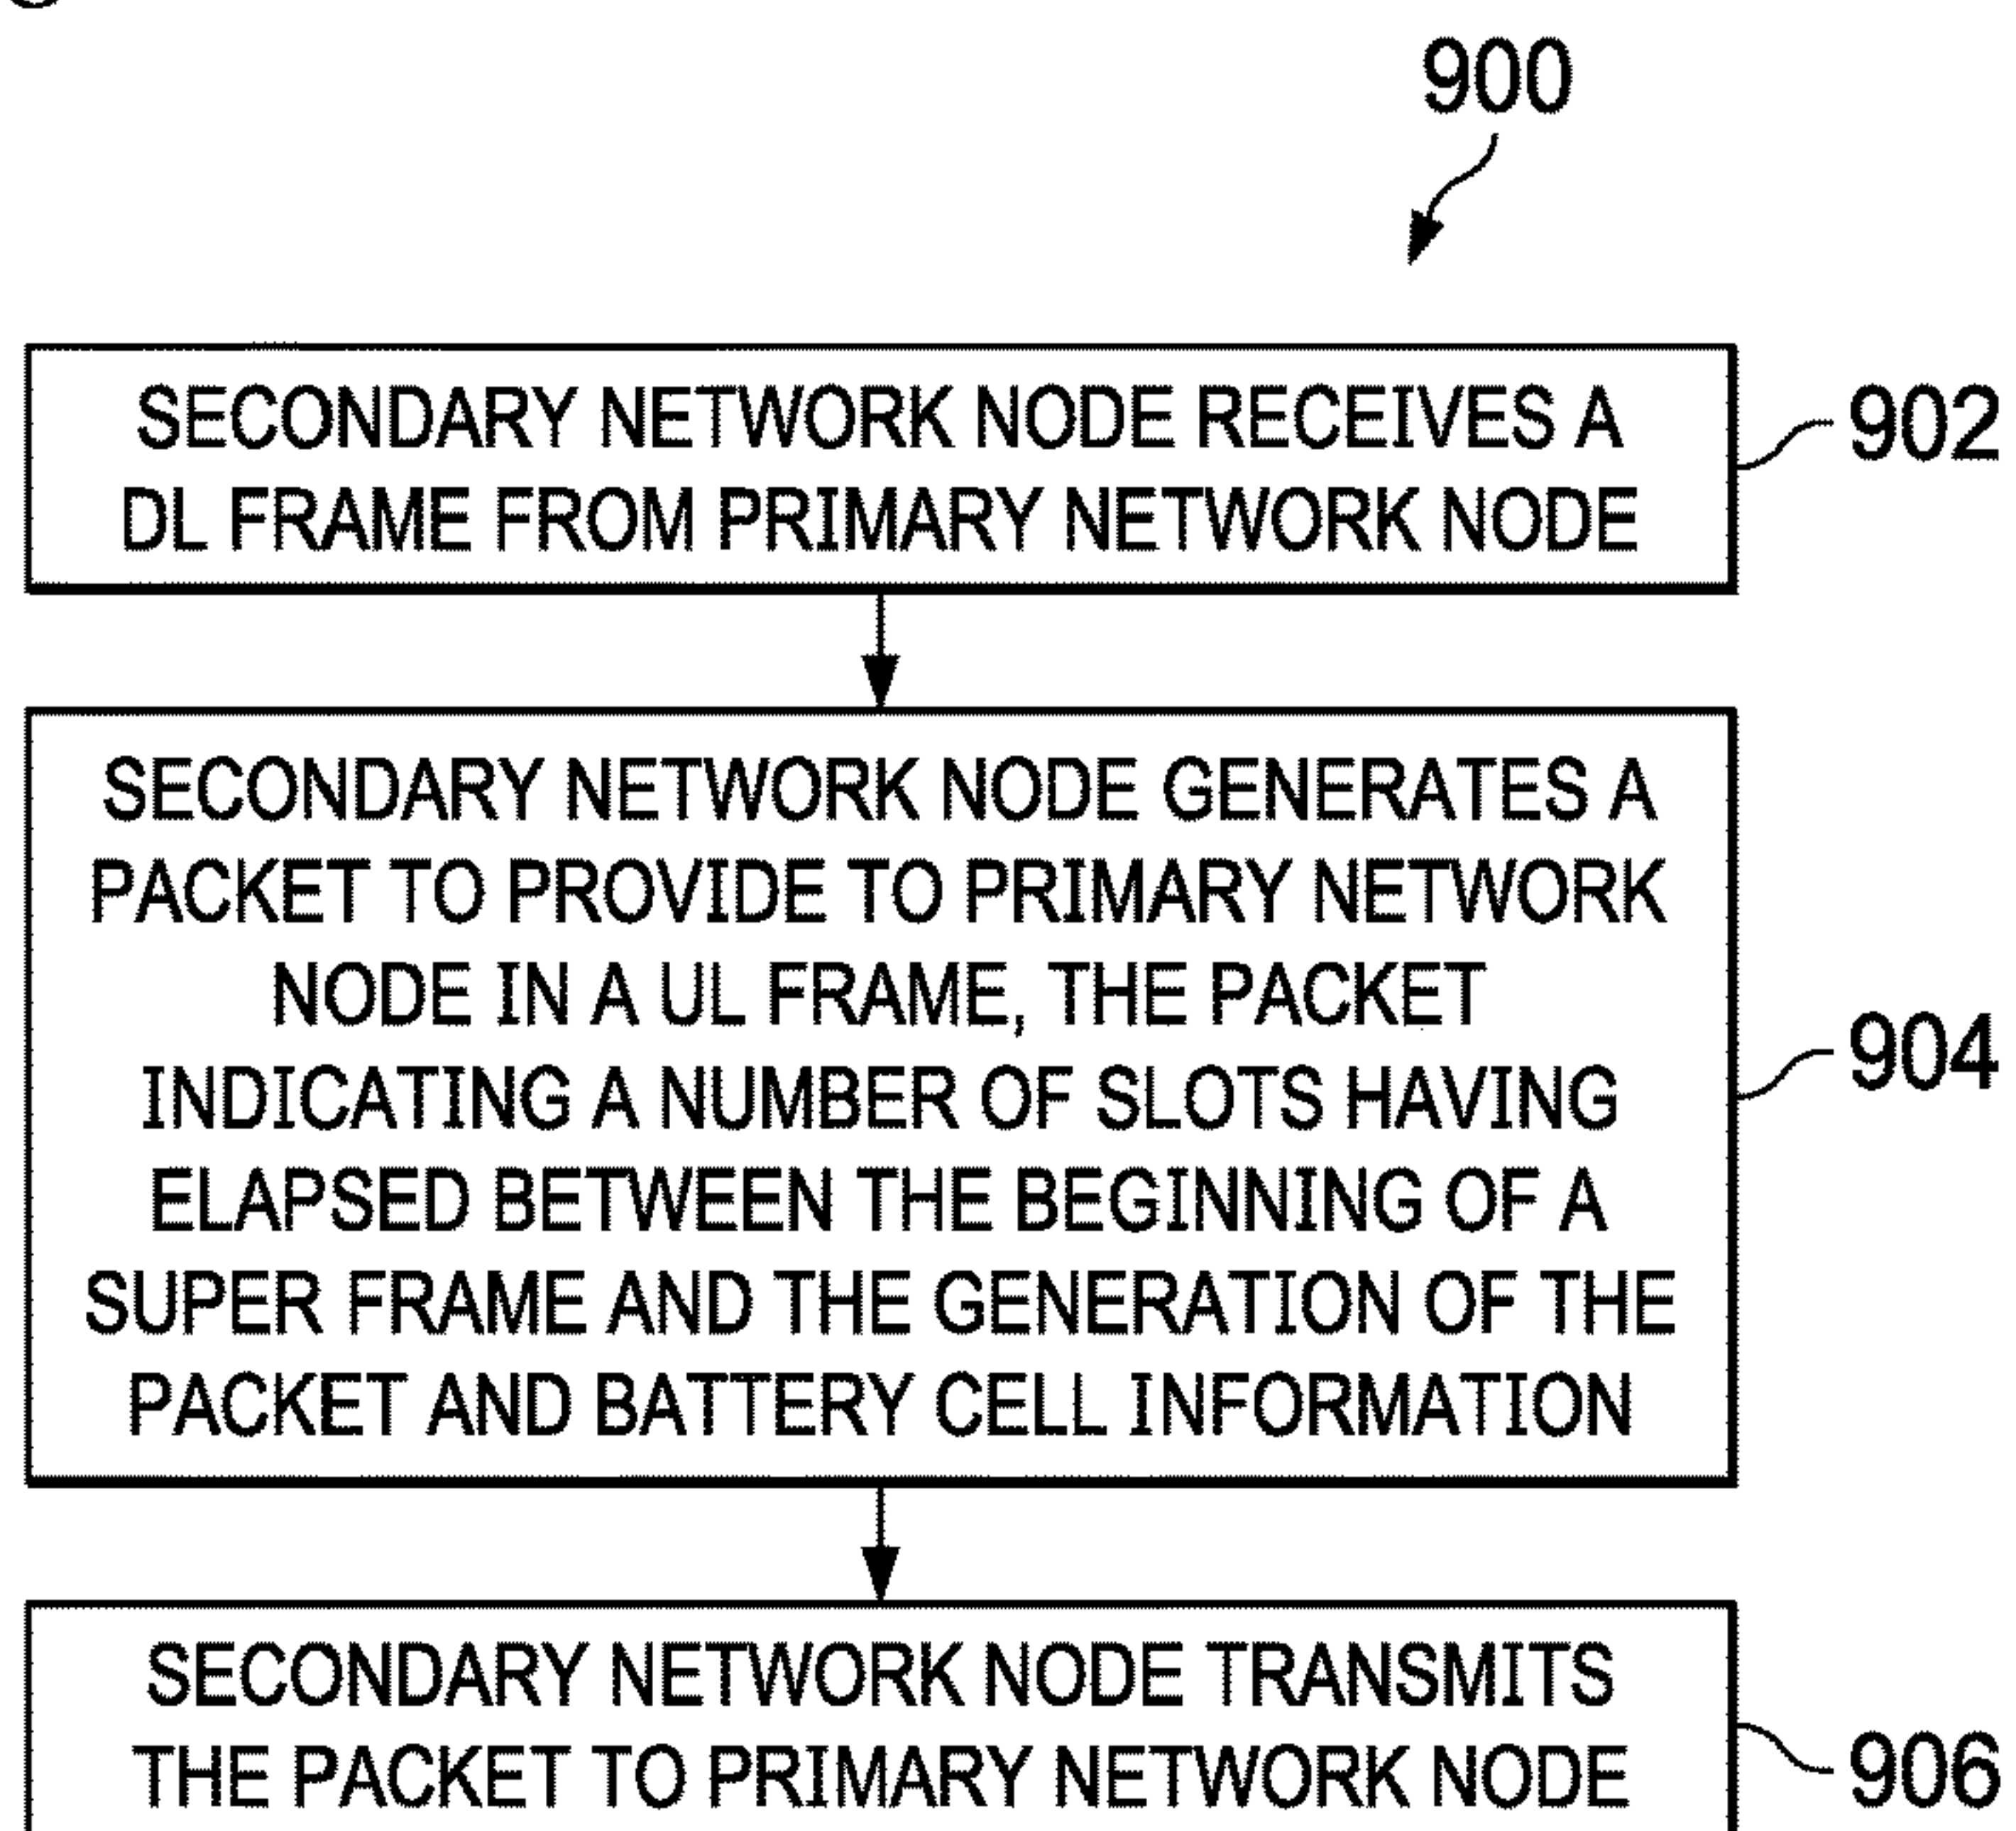 900
SECONDARY NETWORK NODE RECEIVES A
DL FRAME FROM PRIMARY NETWORK NODE
902
SECONDARY NETWORK NODE GENERATES A
PACKET TO PROVIDE TO PRIMARY NETWORK
NODE IN A UL FRAME, THE PACKET
INDICATING A NUMBER OF SLOTS HAVING
ELAPSED BETWEEN THE BEGINNING OF A
SUPER FRAME AND THE GENERATION OF THE
PACKET AND BATTERY CELL INFORMATION
904
SECONDARY NETWORK NODE TRANSMITS
THE PACKET TO PRIMARY NETWORK NODE
906